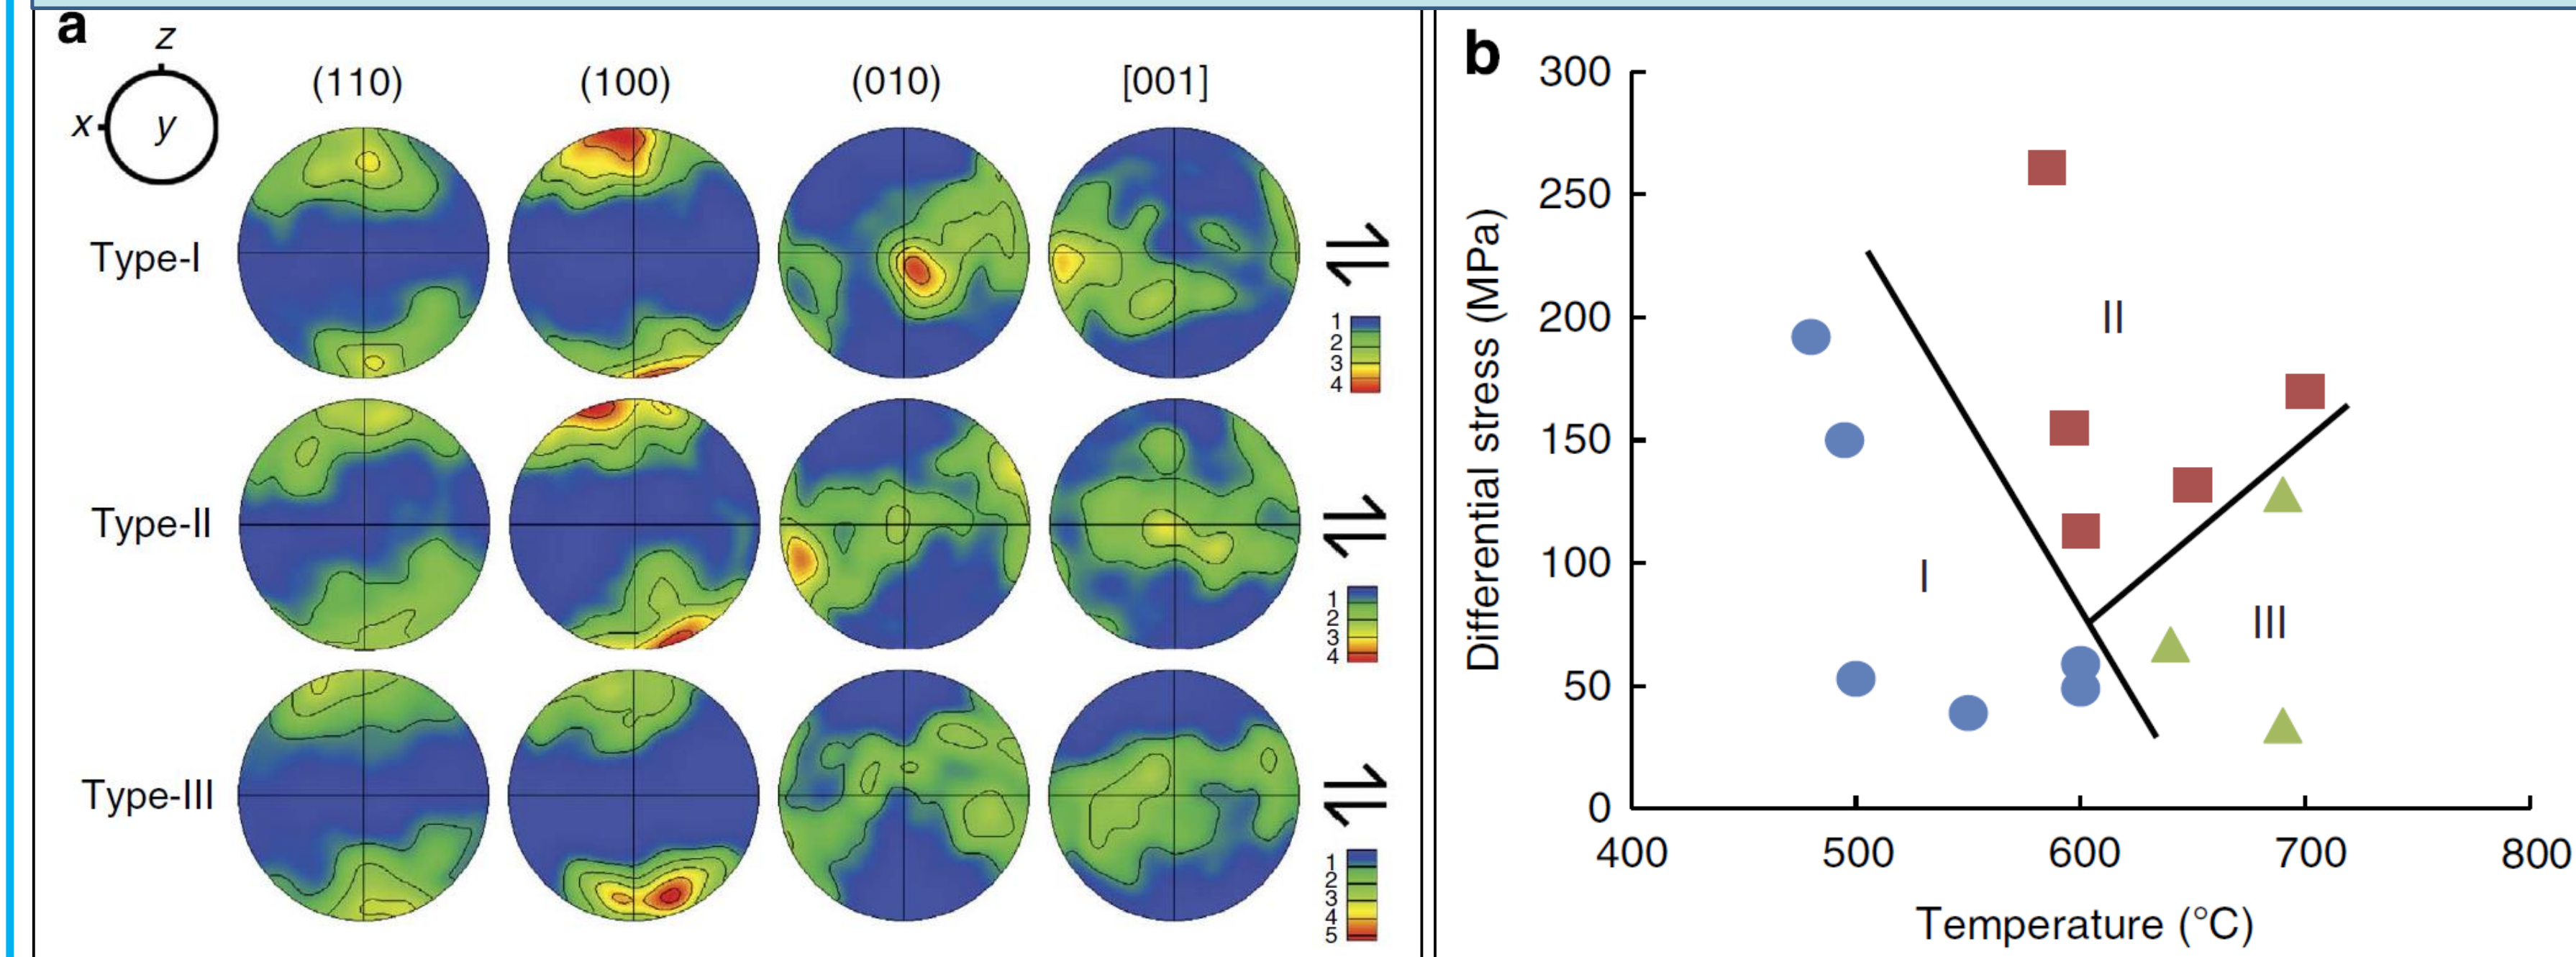 a
z
x
y
(110) (100) (010) [001]
Type-I
1
2
3
4
Type-II
1
2
3
4
Type-III
1
2
3
4
5
b
Differential stress (MPa)
300
250
200
150
100
50
0
II
I
III
400 500 600 700 800
Temperature (°C)